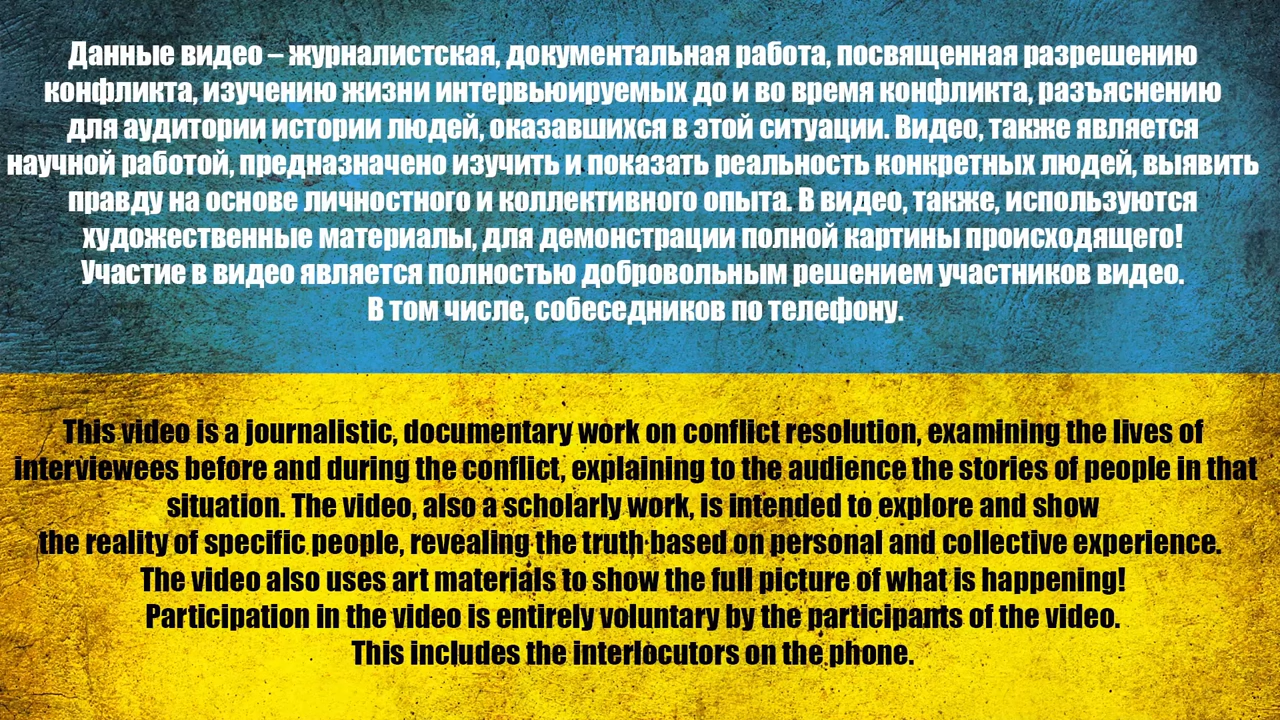 Данные видео – журналистская, документальная работа, посвященная разрешению
конфликта, изучению жизни интервьюируемых до и во время конфликта, разъяснению
для аудитории истории людей, оказавшихся в этой ситуации. Видео, также является
научной работой, предназначено изучить и показать реальность конкретных людей, выявить
правду на основе личностного и коллективного опыта. В видео, также, используются
художественные материалы, для демонстрации полной картины происходящего!
Участие в видео является полностью добровольным решением участников видео.
В том числе, собеседников по телефону.
This video is a journalistic, documentary work on conflict resolution, examining the lives of
interviewees before and during the conflict, explaining to the audience the stories of people in that
situation. The video, also a scholarly work, is intended to explore and show
the reality of specific people, revealing the truth based on personal and collective experience.
The video also uses art materials to show the full picture of what is happening!
Participation in the video is entirely voluntary by the participants of the video.
This includes the interlocutors on the phone.